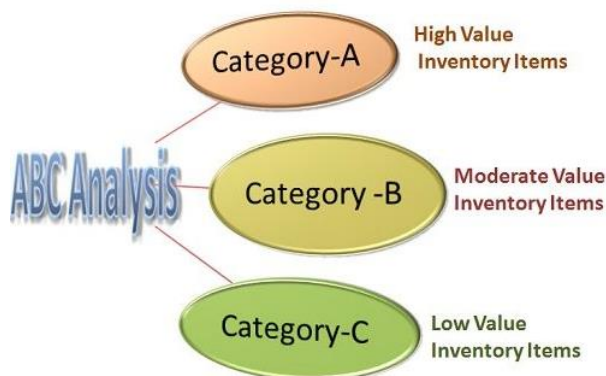 ABC Analysis
Category-A
High Value
Inventory Items
Category -B
Moderate Value
Inventory Items
Category-C
Low Value
Inventory Items